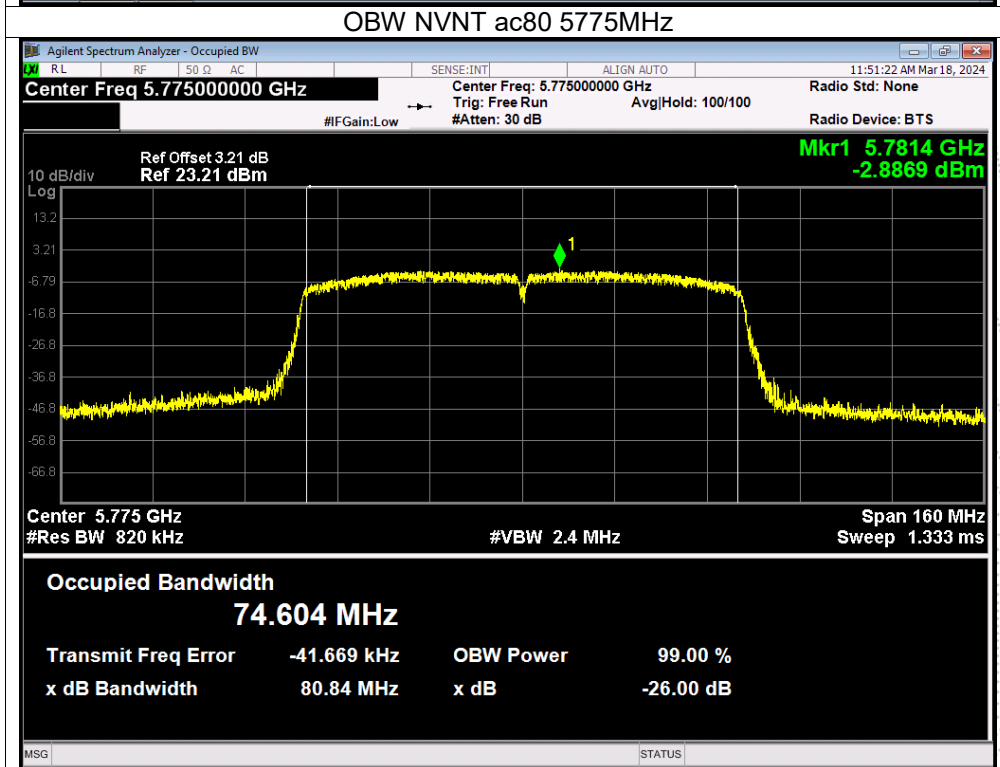 OBW NVNT ac80 5775MHz
Agilent Spectrum Analyzer - Occupied BW
LXI RL RF 50 Ω AC SENSE:INT ALIGN AUTO 11:51:22 AM Mar 18, 2024
Center Freq 5.775000000 GHz Center Freq: 5.775000000 GHz Radio Std: None
Trig: Free Run Avg|Hold: 100/100
#IFGain:Low #Atten: 30 dB Radio Device: BTS
Mkr1 5.7814 GHz
-2.8869 dBm
Ref Offset 3.21 dB
10 dB/div Ref 23.21 dBm
Log
13.2
1
3.21
-6.79
-16.8
-26.8
-36.8
-46.8
-56.8
-66.8
Center 5.775 GHz Span 160 MHz
#Res BW 820 kHz #VBW 2.4 MHz Sweep 1.333 ms
Occupied Bandwidth
74.604 MHz
Transmit Freq Error -41.669 kHz OBW Power 99.00 %
x dB Bandwidth 80.84 MHz x dB -26.00 dB
MSG STATUS